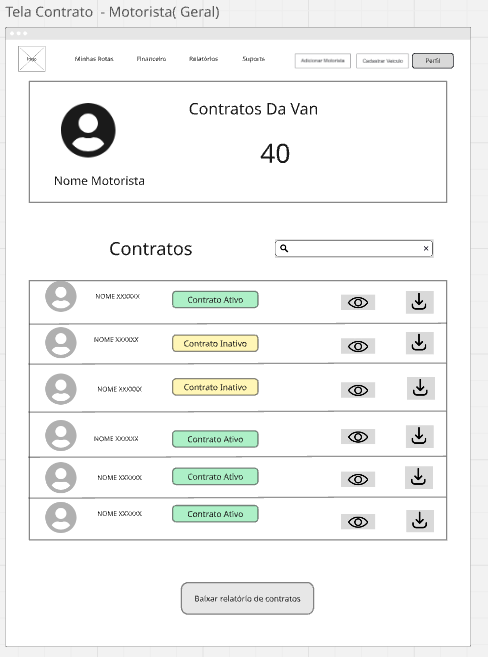 Tela Contrato - Motorista( Geral)
logo
Minhas Rotas
Financeiro
Relatórios
Suporte
Adicionar Motorista
Cadastrar Veículo
Perfil
Contratos Da Van
40
Nome Motorista
Contratos
NOME XXXXXX
Contrato Ativo
NOME XXXXXX
Contrato Inativo
NOME XXXXXX
Contrato Inativo
NOME XXXXXX
Contrato Ativo
NOME XXXXXX
Contrato Ativo
NOME XXXXXX
Contrato Ativo
Baixar relatório de contratos